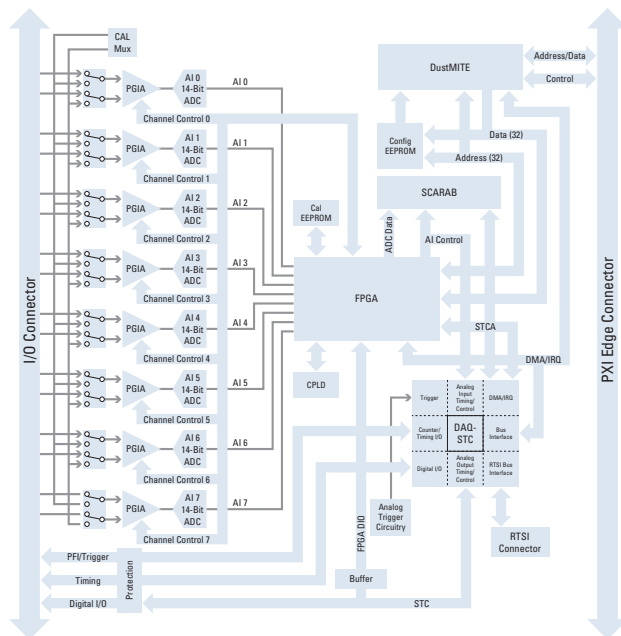 CAL
Mux
PGIA
AI 0
14-Bit
ADC
AI 0
Channel Control 0
PGIA
AI 1
14-Bit
ADC
AI 1
Channel Control 1
PGIA
AI 2
14-Bit
ADC
AI 2
Channel Control 2
PGIA
AI 3
14-Bit
ADC
AI 3
Channel Control 3
PGIA
AI 4
14-Bit
ADC
AI 4
Channel Control 4
PGIA
AI 5
14-Bit
ADC
AI 5
Channel Control 5
PGIA
AI 6
14-Bit
ADC
AI 6
Channel Control 6
PGIA
AI 7
14-Bit
ADC
AI 7
Channel Control 7
I/O Connector
PFI/Trigger
Timing
Digital I/O
Protection
DustMITE
Address/Data
Control
Config
EEPROM
Data (32)
Address (32)
SCARAB
Cal
EEPROM
ADC Data
AI Control
FPGA
STCA
DMA/IRQ
CPLD
Trigger
Analog
Input
Timing/
Control
DMA/IRQ
Counter/
Timing I/O
DAQ-
STC
Bus
Interface
Digital I/O
Analog
Output
Timing/
Control
RTSI Bus
Interface
Analog
Trigger
Circuitry
RTSI
Connector
FPGA DIO
Buffer
STC
PXI Edge Connector